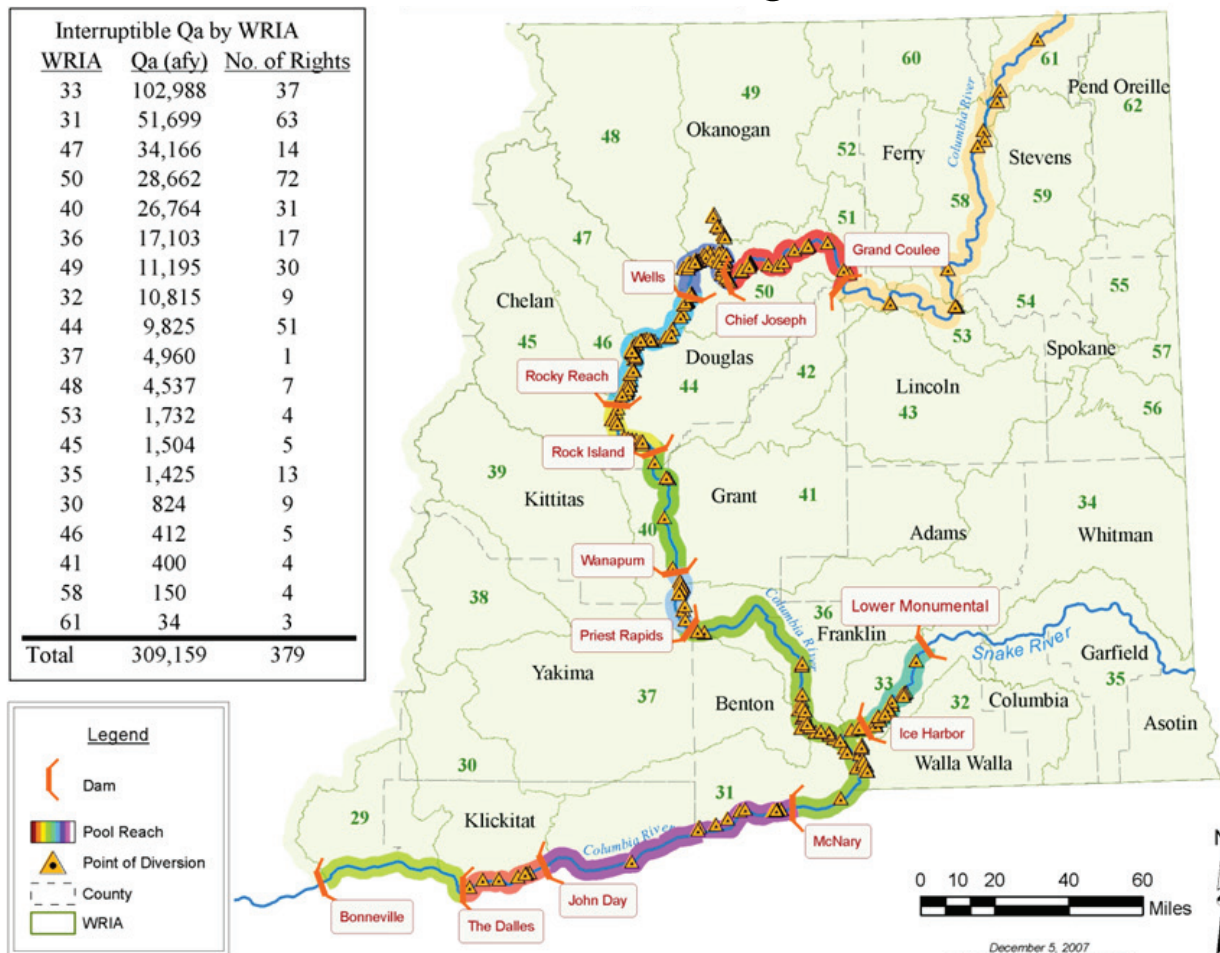 Interruptible Qa by WRIA
WRIA Qa (afy) No. of Rights
33 102,988 37
31 51,699 63
47 34,166 14
50 28,662 72
40 26,764 31
36 17,103 17
49 11,195 30
32 10,815 9
44 9,825 51
37 4,960 1
48 4,537 7
53 1,732 4
45 1,504 5
35 1,425 13
30 824 9
46 412 5
41 400 4
58 150 4
61 34 3
Total 309,159 379
Legend
Dam
Pool Reach
Point of Diversion
County
WRIA
60
61
Pend Oreille
62
49
Okanogan
48
52
Ferry
Columbia River
Stevens
58
59
51
47
Grand Coulee
Wells
50
Chelan
Chief Joseph
54
55
53
45
46
Douglas
Spokane
57
Rocky Reach
44
42
Lincoln
43
56
Rock Island
39
Kittitas
Grant
41
34
40
Adams
Whitman
Wanapum
38
Columbia River
36
Lower Monumental
Priest Rapids
Franklin
Snake River
Garfield
Yakima
35
37
Benton
33
32
Columbia
Asotin
Ice Harbor
Walla Walla
30
31
29
Klickitat
Columbia River
McNary
John Day
Bonneville
The Dalles
0 10 20 40 60
Miles
N
December 5, 2007